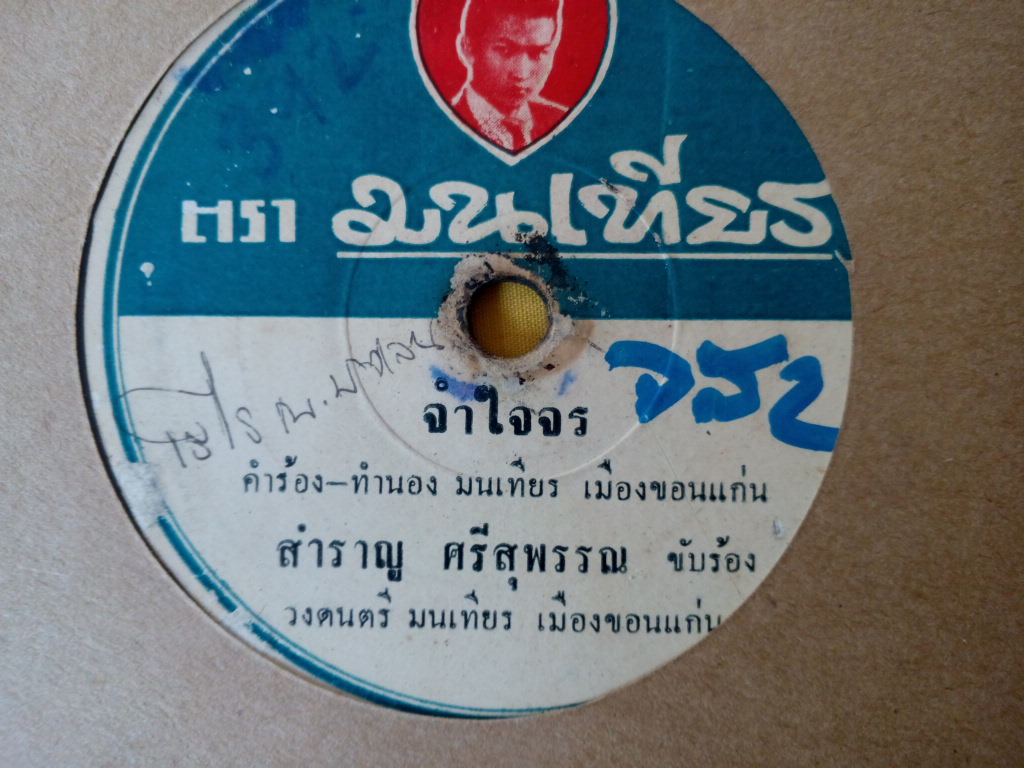 ตรา มนเทียร
จำใจจร
คำร้อง-ทำนอง มนเทียร เมืองขอนแก่น
สำราญ ศรีสุพรรณ ขับร้อง
วงดนตรี มนเทียร เมืองขอนแก่น